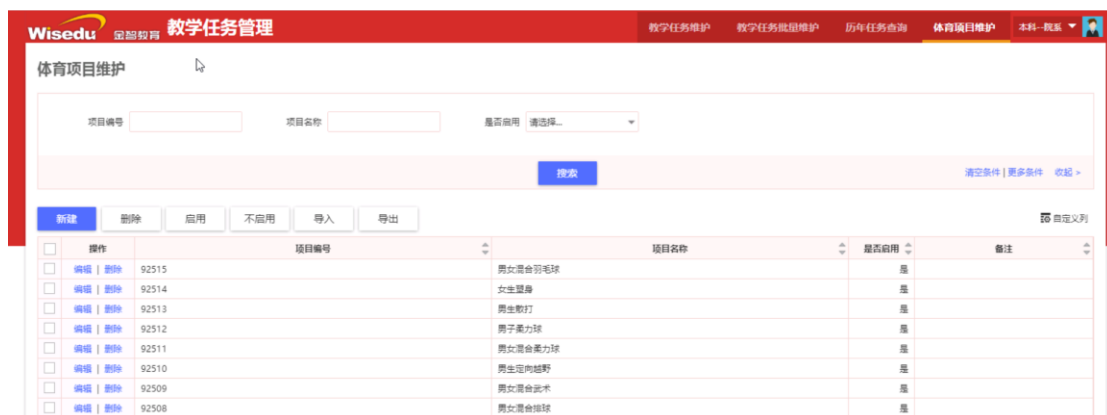 Wisedu 金智教育 教学任务管理 教学任务维护 教学任务批量维护 历年任务查询 体育项目维护 本科--院系
体育项目维护
项目编号 项目名称 是否启用 请选择...
搜索 清空条件 | 更多条件 收起
新建 删除 启用 不启用 导入 导出 自定义列
操作 项目编号 项目名称 是否启用 备注
编辑 | 删除 92515 男女混合羽毛球 是
编辑 | 删除 92514 女生塑身 是
编辑 | 删除 92513 男生散打 是
编辑 | 删除 92512 男子柔力球 是
编辑 | 删除 92511 男女混合柔力球 是
编辑 | 删除 92510 男生定向越野 是
编辑 | 删除 92509 男女混合武术 是
编辑 | 删除 92508 男女混合排球 是